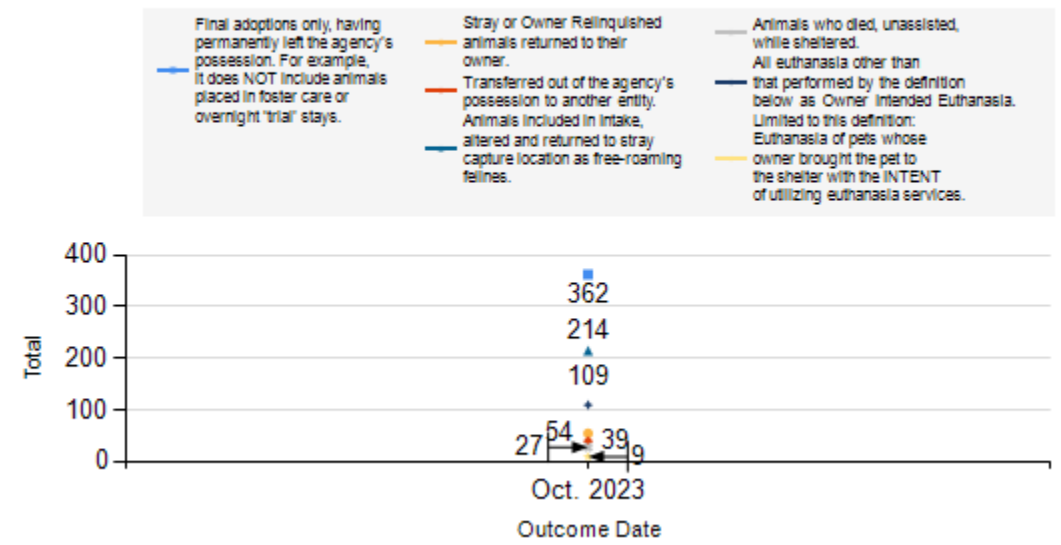 Final adoptions only, having
permanently left the agency's
possession. For example,
it does NOT include animals
placed in foster care or
overnight "trial" stays.
Stray or Owner Relinquished
animals returned to their
owner.
Transferred out of the agency's
possession to another entity.
Animals included in intake,
altered and returned to stray
capture location as free-roaming
felines.
Animals who died, unassisted,
while sheltered.
All euthanasia other than
that performed by the definition
below as Owner Intended Euthanasia.
Limited to this definition:
Euthanasia of pets whose
owner brought the pet to
the shelter with the INTENT
of utilizing euthanasia services.
400
300
200
100
0
Total
362
214
109
54
39
27
9
Oct. 2023
Outcome Date